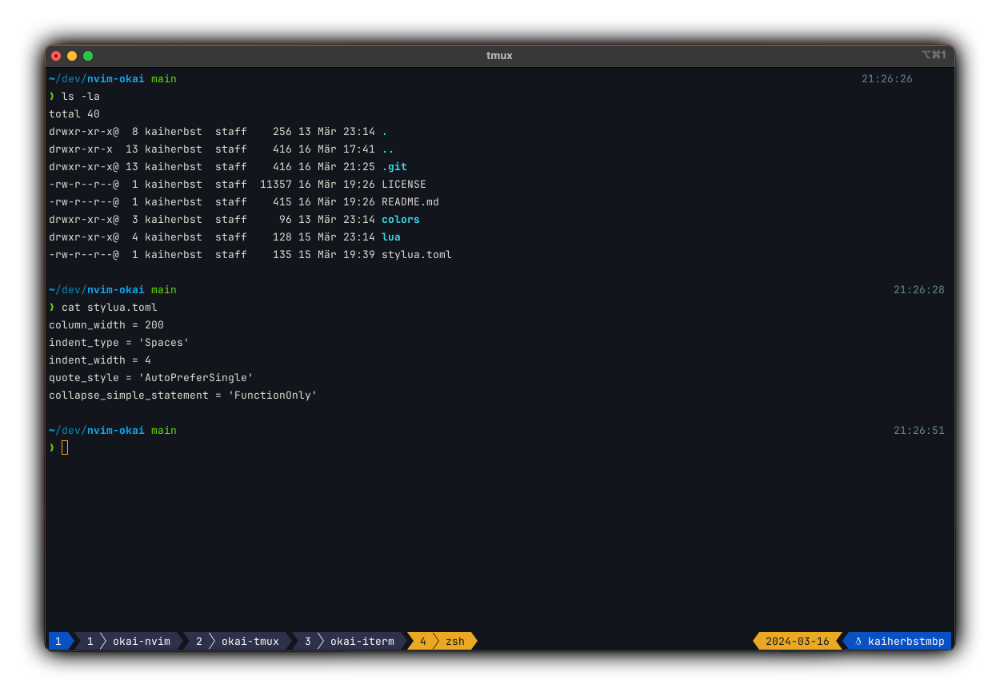 tmux
⌥⌘1
~/dev/nvim-okai main 21:26:26
❯ ls -la
total 40
drwxr-xr-x@  8 kaiherbst  staff    256 13 Mär 23:14 .
drwxr-xr-x  13 kaiherbst  staff    416 16 Mär 17:41 ..
drwxr-xr-x@ 13 kaiherbst  staff    416 16 Mär 21:25 .git
-rw-r--r--@  1 kaiherbst  staff  11357 16 Mär 19:26 LICENSE
-rw-r--r--@  1 kaiherbst  staff    415 16 Mär 19:26 README.md
drwxr-xr-x@  3 kaiherbst  staff     96 13 Mär 23:14 colors
drwxr-xr-x@  4 kaiherbst  staff    128 15 Mär 23:14 lua
-rw-r--r--@  1 kaiherbst  staff    135 15 Mär 19:39 stylua.toml
~/dev/nvim-okai main 21:26:28
❯ cat stylua.toml
column_width = 200
indent_type = 'Spaces'
indent_width = 4
quote_style = 'AutoPreferSingle'
collapse_simple_statement = 'FunctionOnly'
~/dev/nvim-okai main 21:26:51
❯
1 1 okai-nvim 2 okai-tmux 3 okai-iterm 4 zsh 2024-03-16 kaiherbstmbp